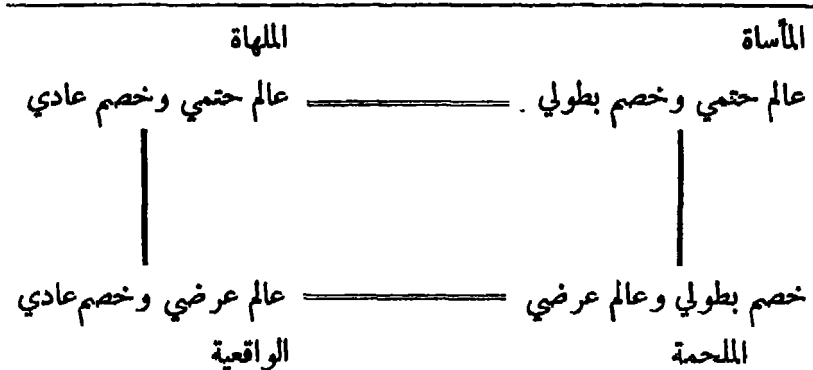 المأساة الملهاة
عالم حتمي وخصم بطولي . عالم حتمي وخصم عادي
خصم بطولي وعالم عرضي عالم عرضي وخصم عادي
الملحمة الواقعية